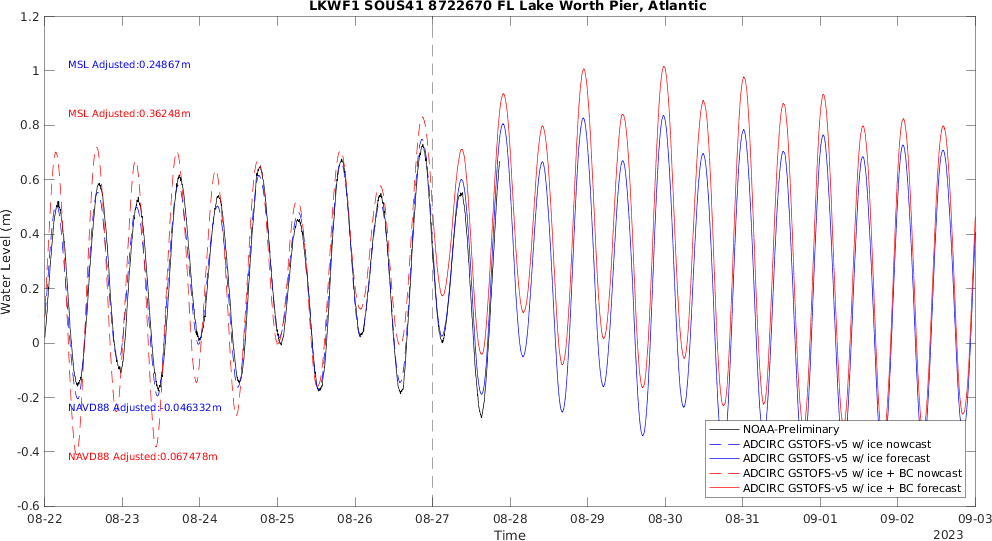 LKWF1 SOUS41 8722670 FL Lake Worth Pier, Atlantic
1.2
1
0.8
0.6
0.4
0.2
0
-0.2
-0.4
-0.6
Water Level (m)
MSL Adjusted:0.24867m
MSL Adjusted:0.36248m
NAVD88 Adjusted:-0.046332m
NAVD88 Adjusted:0.067478m
NOAA-Preliminary
ADCIRC GSTOFS-v5 w/ ice nowcast
ADCIRC GSTOFS-v5 w/ ice forecast
ADCIRC GSTOFS-v5 w/ ice + BC nowcast
ADCIRC GSTOFS-v5 w/ ice + BC forecast
08-22 08-23 08-24 08-25 08-26 08-27 08-28 08-29 08-30 08-31 09-01 09-02 09-03
Time
2023